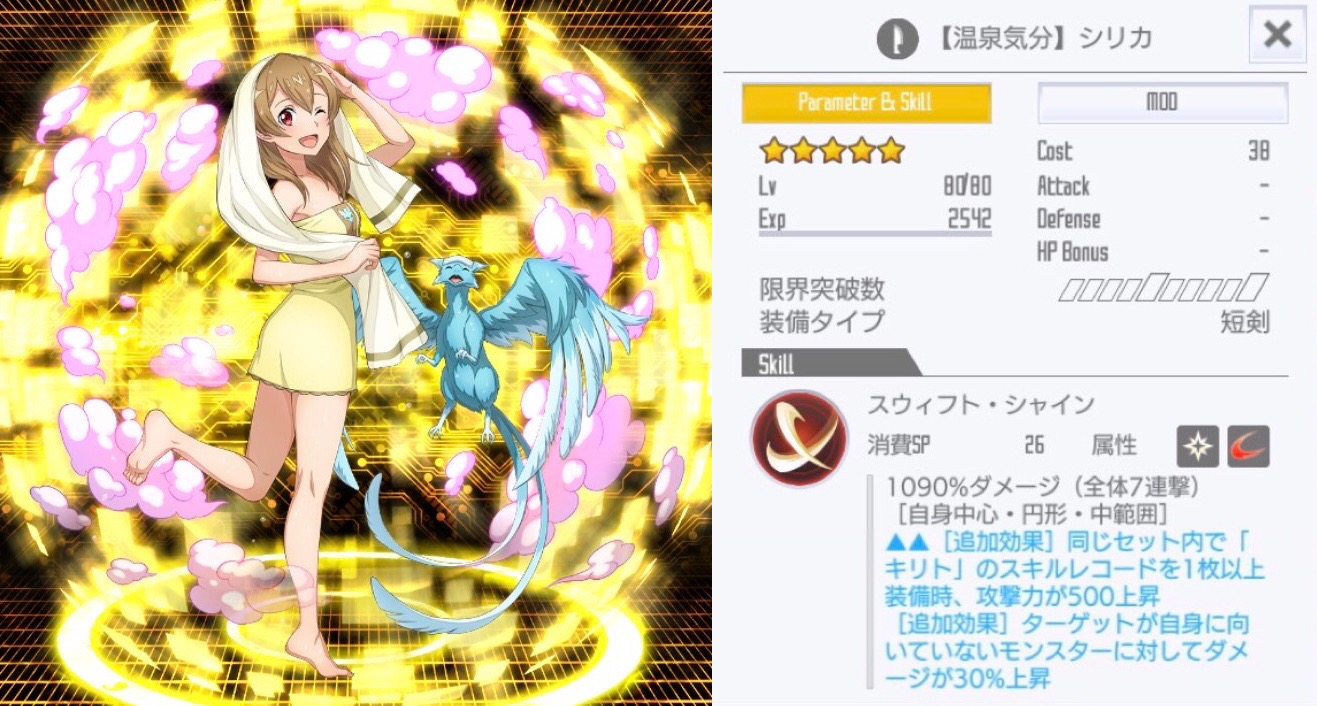 【温泉気分】シリカ
Parameter & Skill
MOD
Lv 80/80
Exp 2542
Cost 38
Attack -
Defense -
HP Bonus -
限界突破数
装備タイプ 短剣
Skill
スウィフト・シャイン
消費SP 26 属性
1090%ダメージ（全体7連撃）
［自身中心・円形・中範囲］
▲▲［追加効果］同じセット内で「
キリト」のスキルレコードを1枚以上
装備時、攻撃力が500上昇
［追加効果］ターゲットが自身に向
いていないモンスターに対してダメ
ージが30%上昇